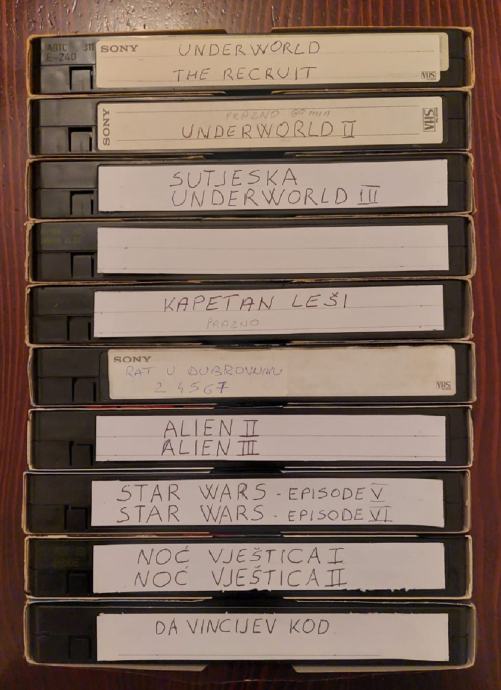 SONY
UNDERWORLD
THE RECRUIT
VHS
E-240
SONY
PRAZNO 60 min
UNDERWORLD II
VHS
SUTJESKA
UNDERWORLD III
KAPETAN LEŠI
PRAZNO
SONY
RAT U DUBROVNIKU
2 4 5 6 7
VHS
ALIEN II
ALIEN III
STAR WARS - EPISODE V
STAR WARS - EPISODE VI
NOĆ VJEŠTICA I
NOĆ VJEŠTICA II
DA VINCIJEV KOD